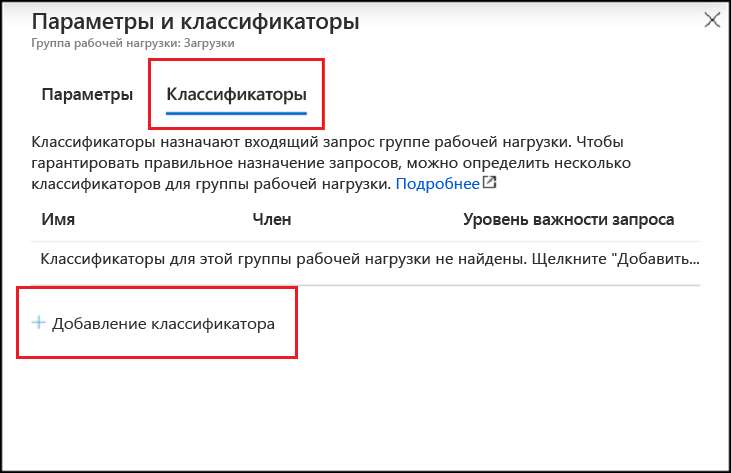 Параметры и классификаторы
Группа рабочей нагрузки: Загрузки
Параметры Классификаторы
Классификаторы назначают входящий запрос группе рабочей нагрузки. Чтобы
гарантировать правильное назначение запросов, можно определить несколько
классификаторов для группы рабочей нагрузки. Подробнее
Имя Член Уровень важности запроса
Классификаторы для этой группы рабочей нагрузки не найдены. Щелкните "Добавить...
+ Добавление классификатора